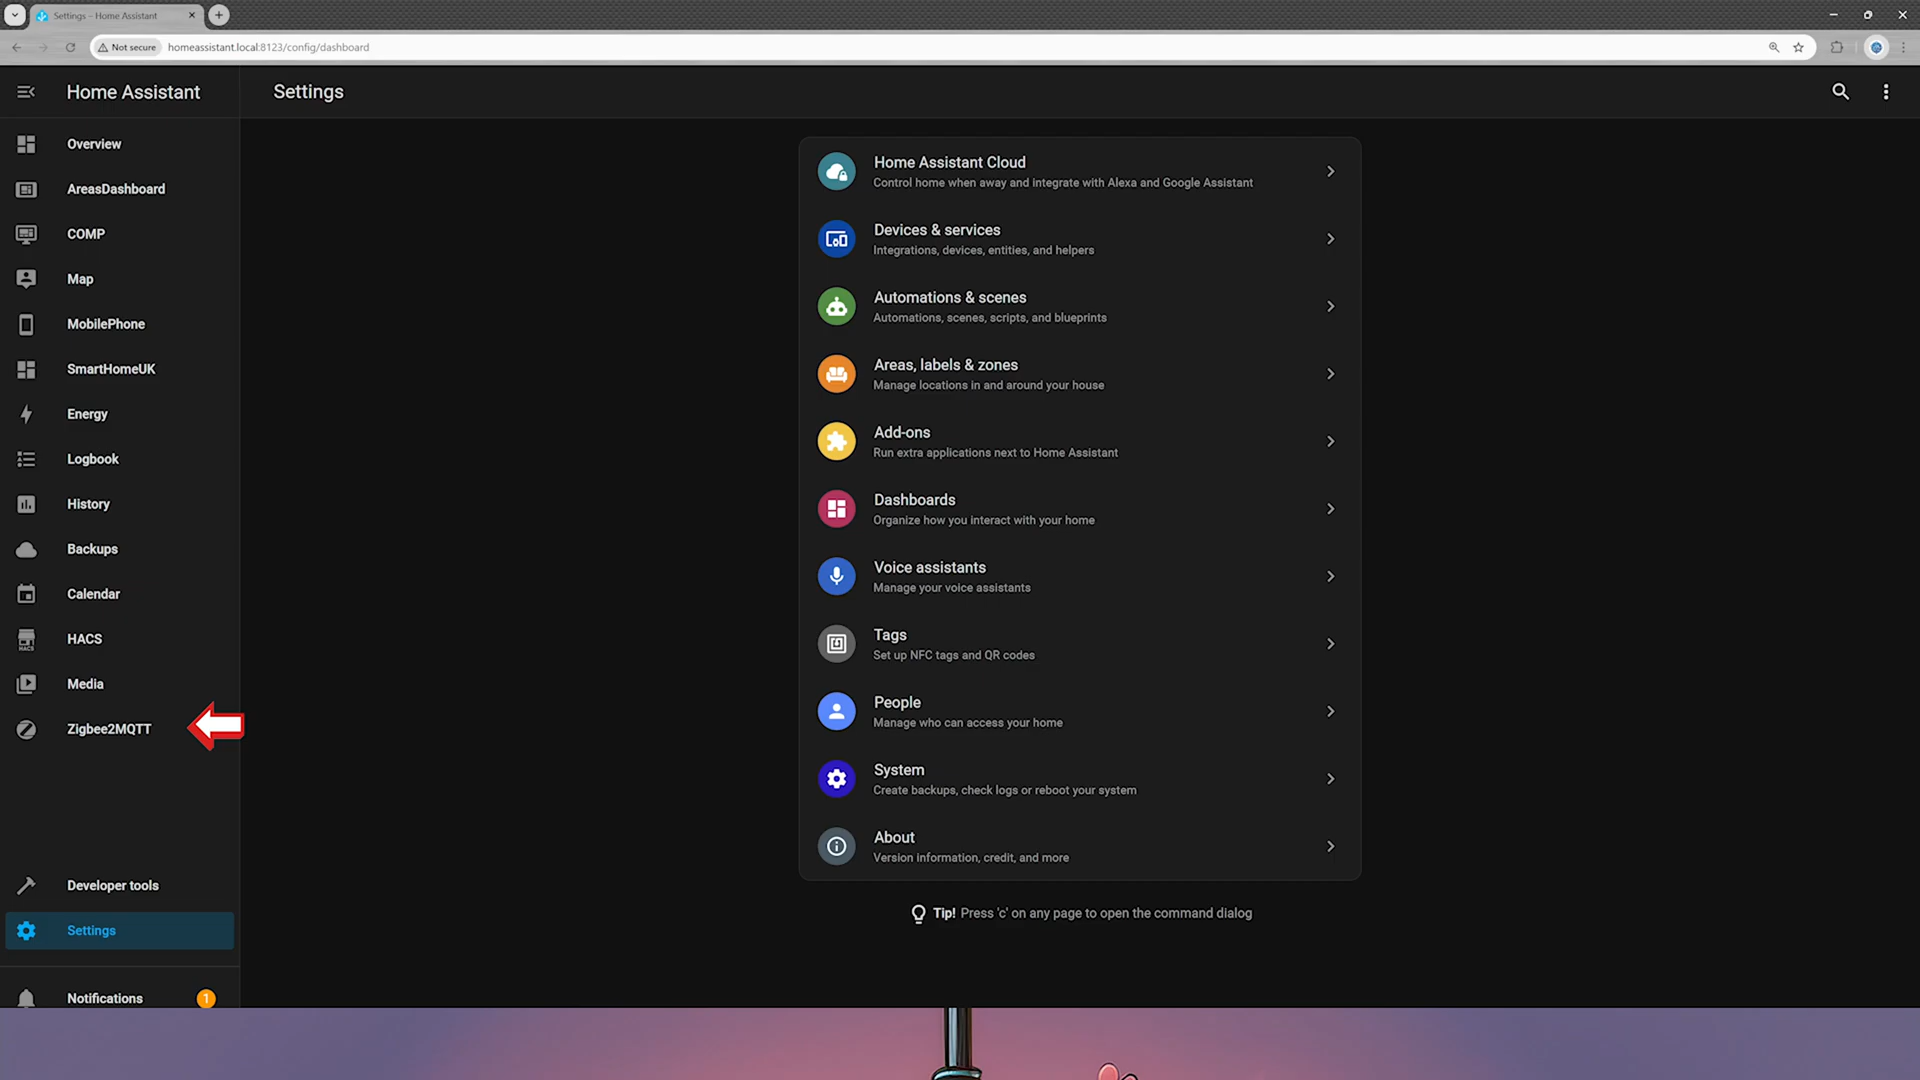 Settings – Home Assistant
Not secure
homeassistant.local:8123/config/dashboard
Home Assistant
Settings
Overview
AreasDashboard
COMP
Map
MobilePhone
SmartHomeUK
Energy
Logbook
History
Backups
Calendar
HACS
HACS
Media
Zigbee2MQTT
Developer tools
Settings
Notifications
1
Home Assistant Cloud
Control home when away and integrate with Alexa and Google Assistant
Devices & services
Integrations, devices, entities, and helpers
Automations & scenes
Automations, scenes, scripts, and blueprints
Areas, labels & zones
Manage locations in and around your house
Add-ons
Run extra applications next to Home Assistant
Dashboards
Organize how you interact with your home
Voice assistants
Manage your voice assistants
Tags
Set up NFC tags and QR codes
People
Manage who can access your home
System
Create backups, check logs or reboot your system
About
Version information, credit, and more
Tip! Press 'c' on any page to open the command dialog